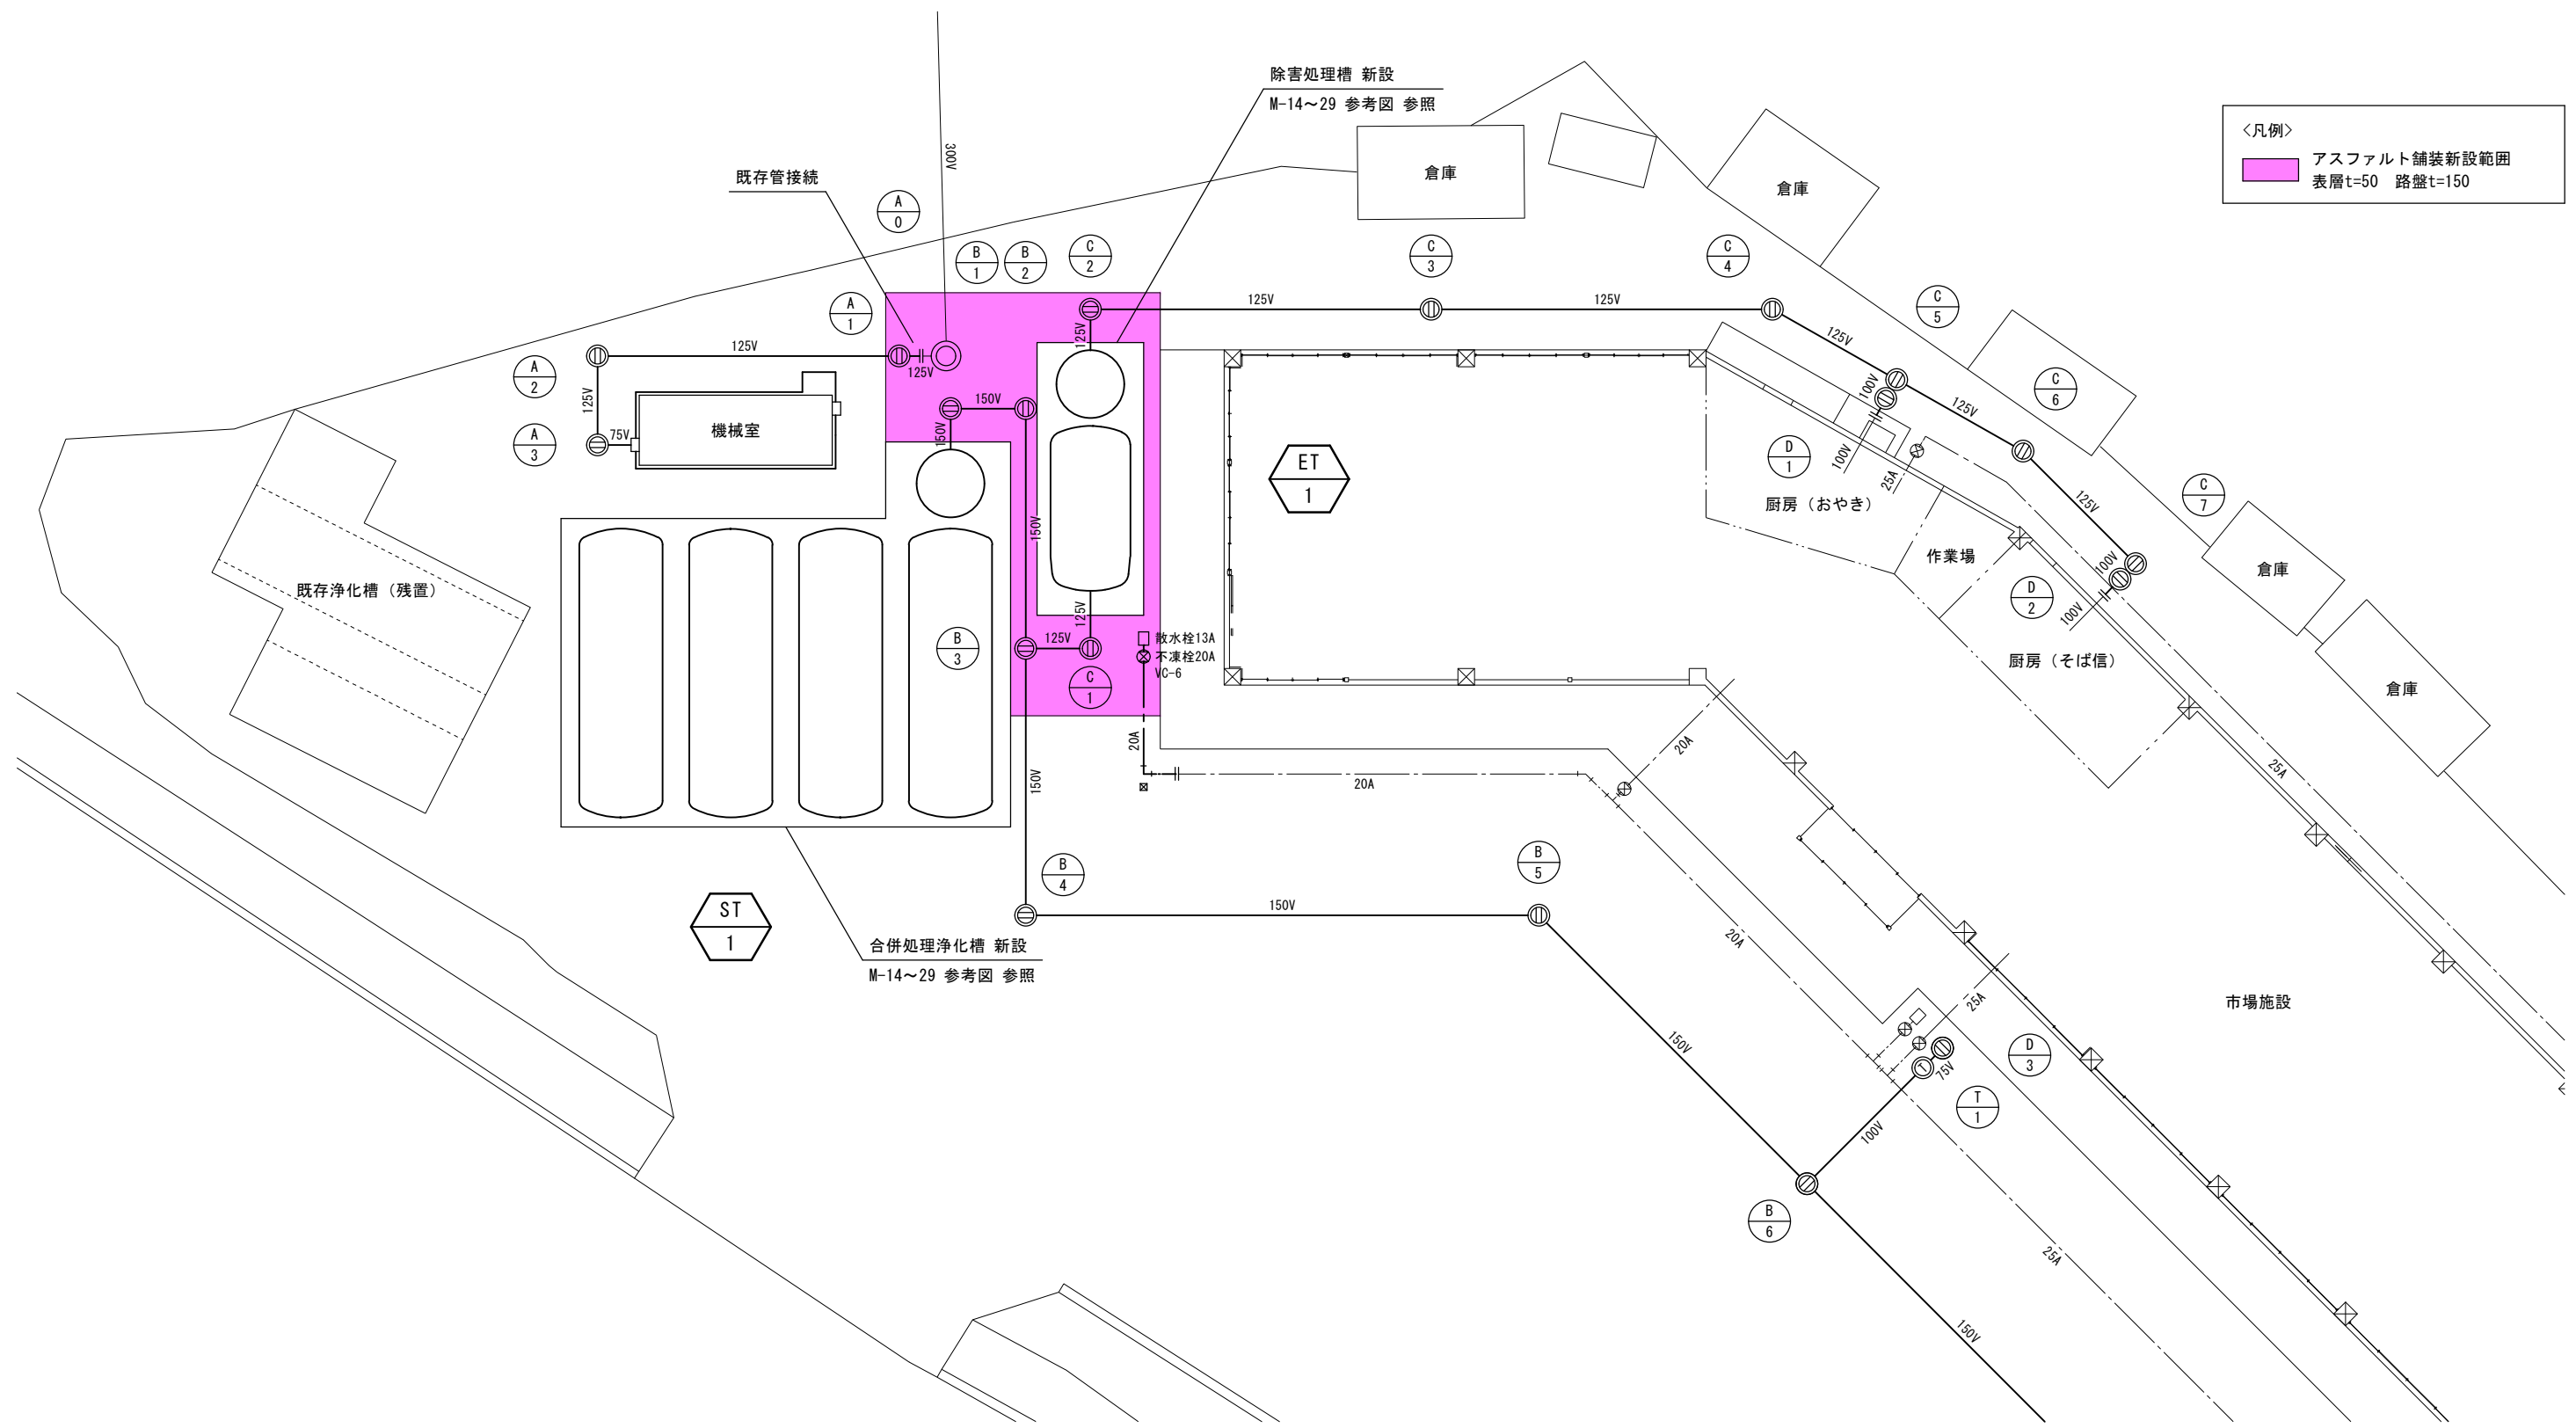 除害処理槽 新設
M-14～29 参考図 参照
<凡例>
アスファルト舗装新設範囲
表層t=50 路盤t=150
300V
既存管接続
倉庫
倉庫
A
0
B
1
B
2
C
2
C
3
C
4
C
5
A
1
125V
125V
125V
125V
125V
125V
A
2
125V
C
6
100V
125V
150V
機械室
75V
A
3
150V
D
1
100V
25A
ET
1
厨房（おやき）
C
7
125V
150V
作業場
100V
倉庫
既存浄化槽（残置）
D
2
100V
125V
125V
B
3
散水栓13A
不凍栓20A
VC-6
厨房（そば信）
C
1
倉庫
20A
20A
25A
150V
20A
B
4
B
5
ST
1
150V
20A
合併処理浄化槽 新設
M-14～29 参考図 参照
25A
市場施設
150V
D
3
75V
T
1
100V
B
6
25A
150V